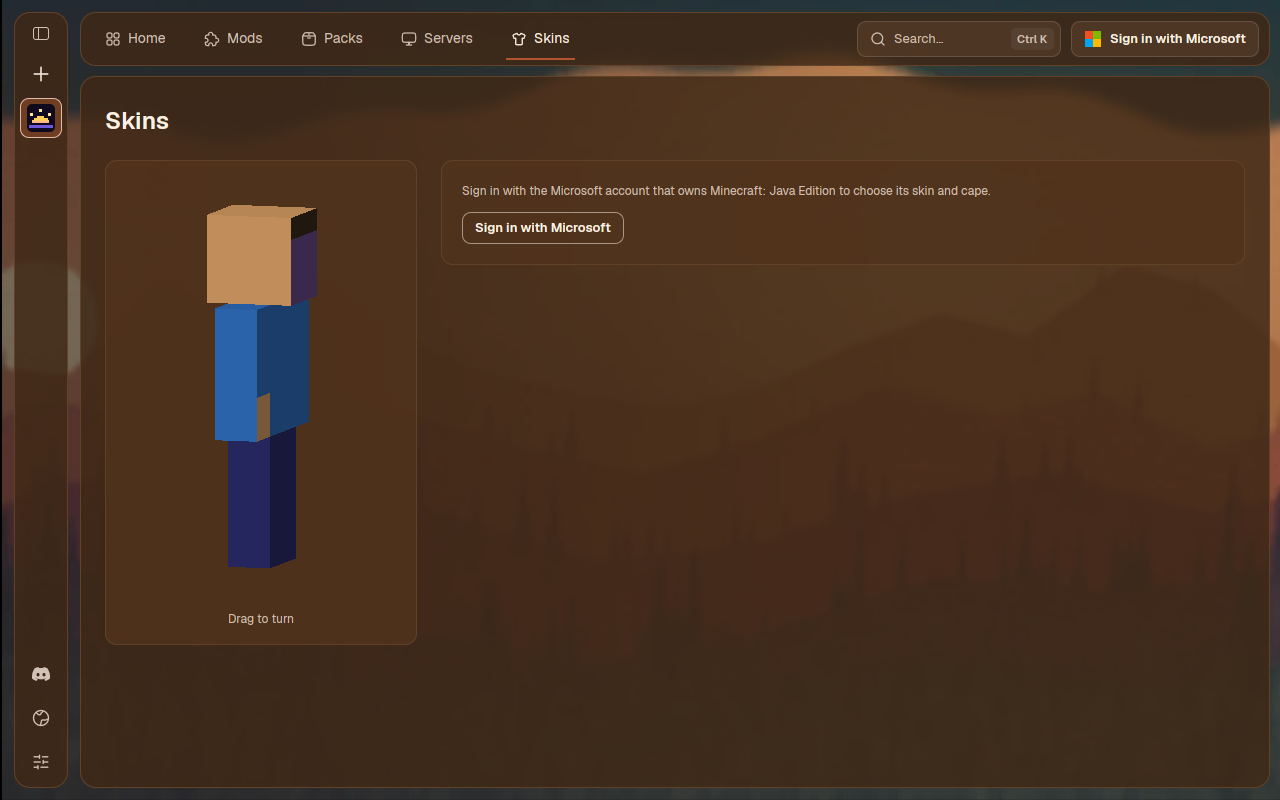 Home
Mods
Packs
Servers
Skins
Search...
Ctrl K
Sign in with Microsoft
Skins
Sign in with the Microsoft account that owns Minecraft: Java Edition to choose its skin and cape.
Sign in with Microsoft
Drag to turn